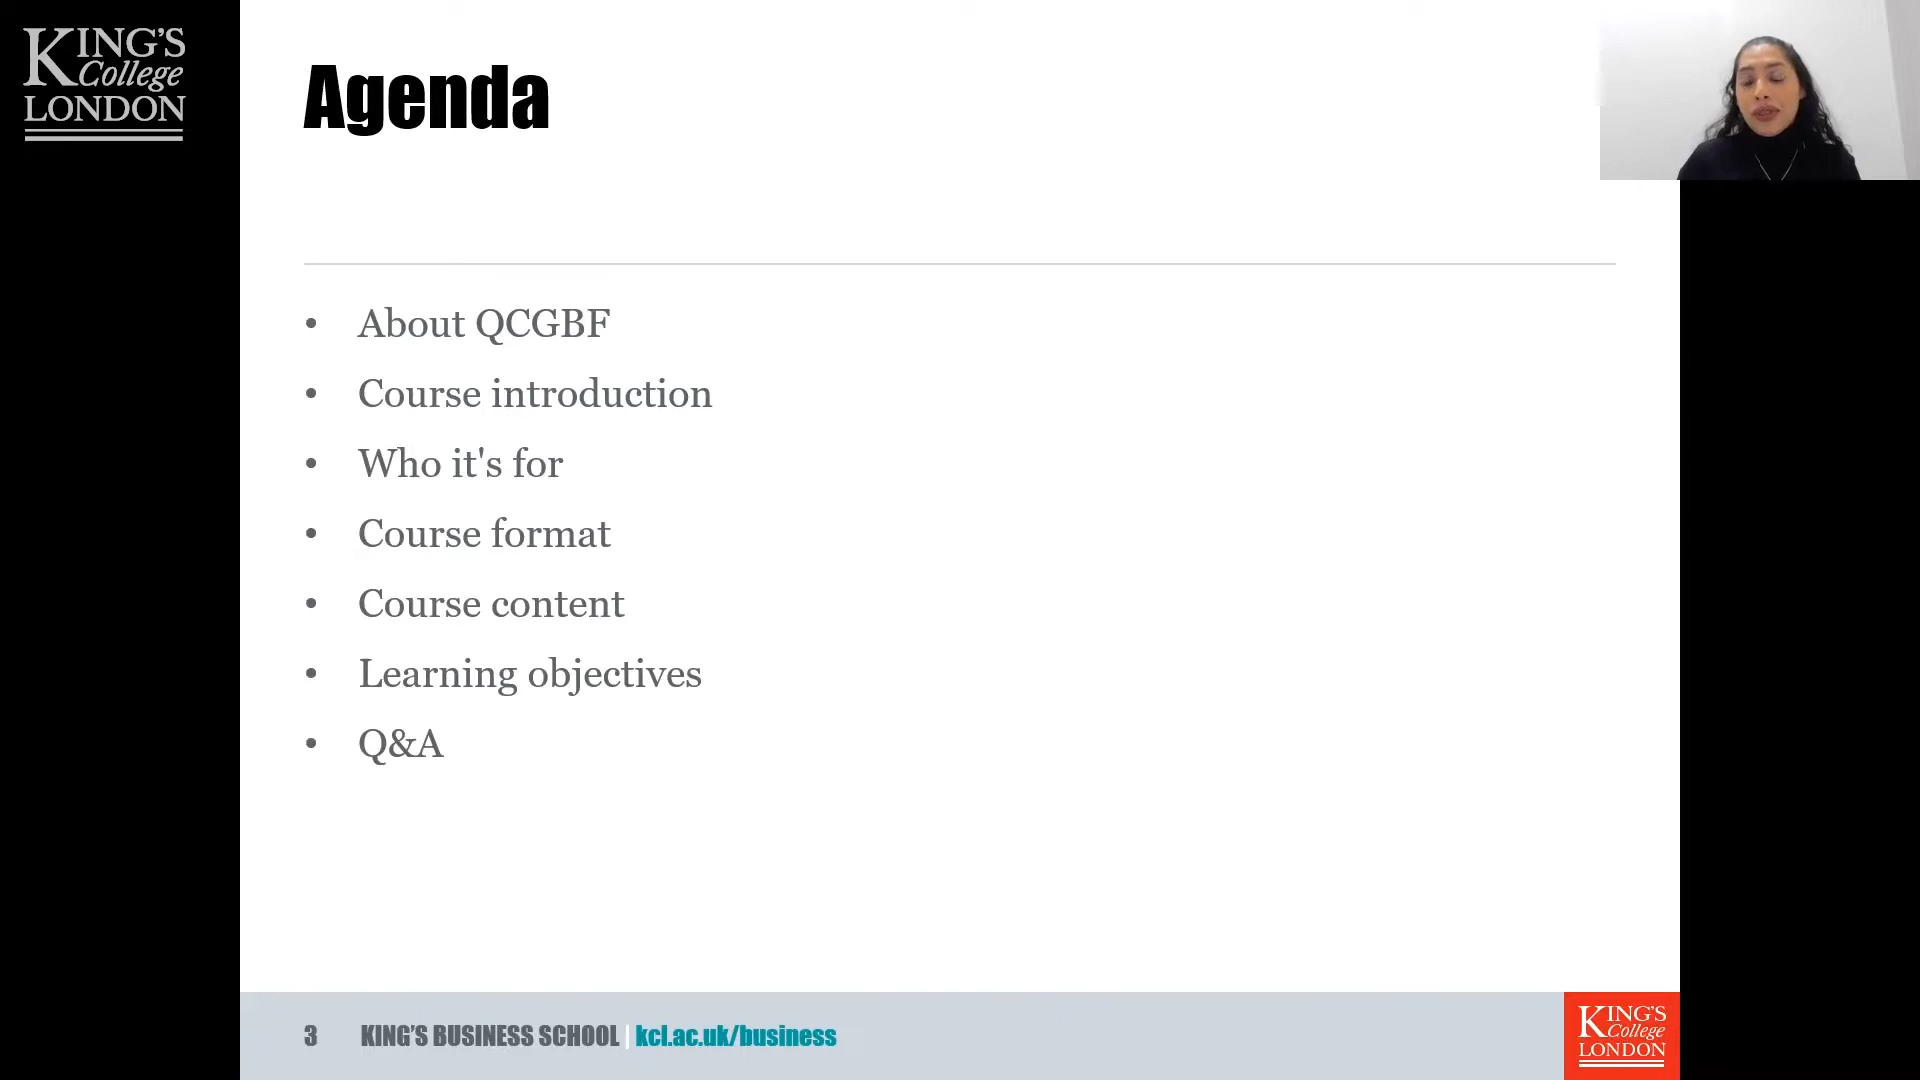 KING'S
College
LONDON
Agenda
• About QCGBF
• Course introduction
• Who it's for
• Course format
• Course content
• Learning objectives
• Q&A
3 KING'S BUSINESS SCHOOL | kcl.ac.uk/business
KING'S
College
LONDON